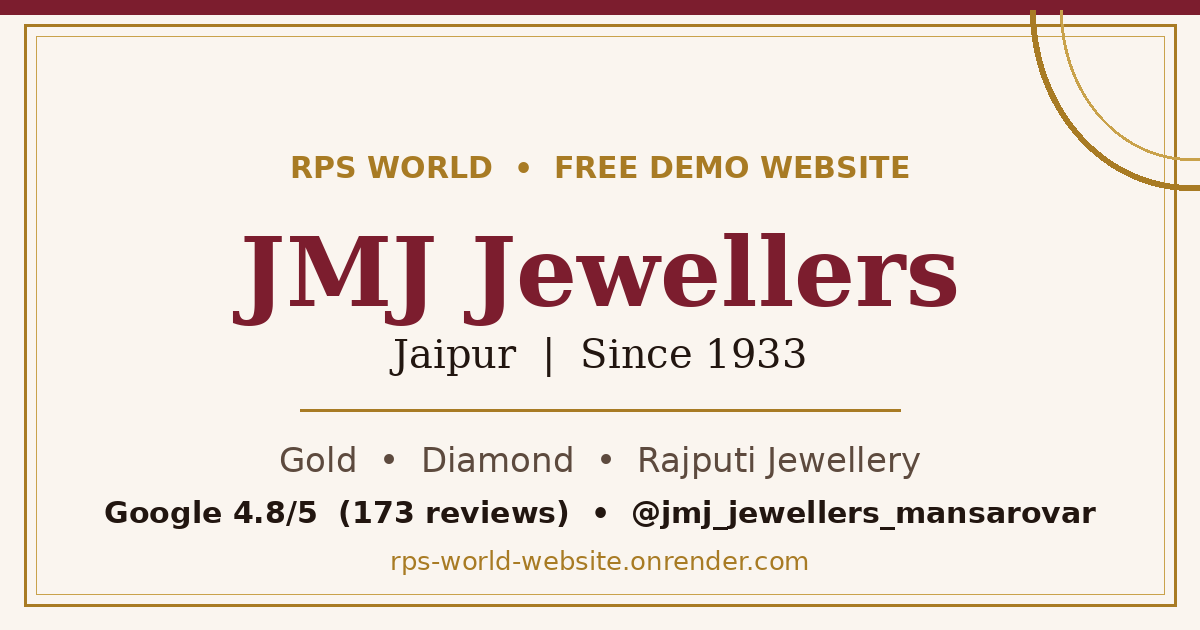 RPS WORLD • FREE DEMO WEBSITE
JMJ Jewellers
Jaipur | Since 1933
Gold • Diamond • Rajputi Jewellery
Google 4.8/5 (173 reviews) • @jmj_jewellers_mansarovar
rps-world-website.onrender.com